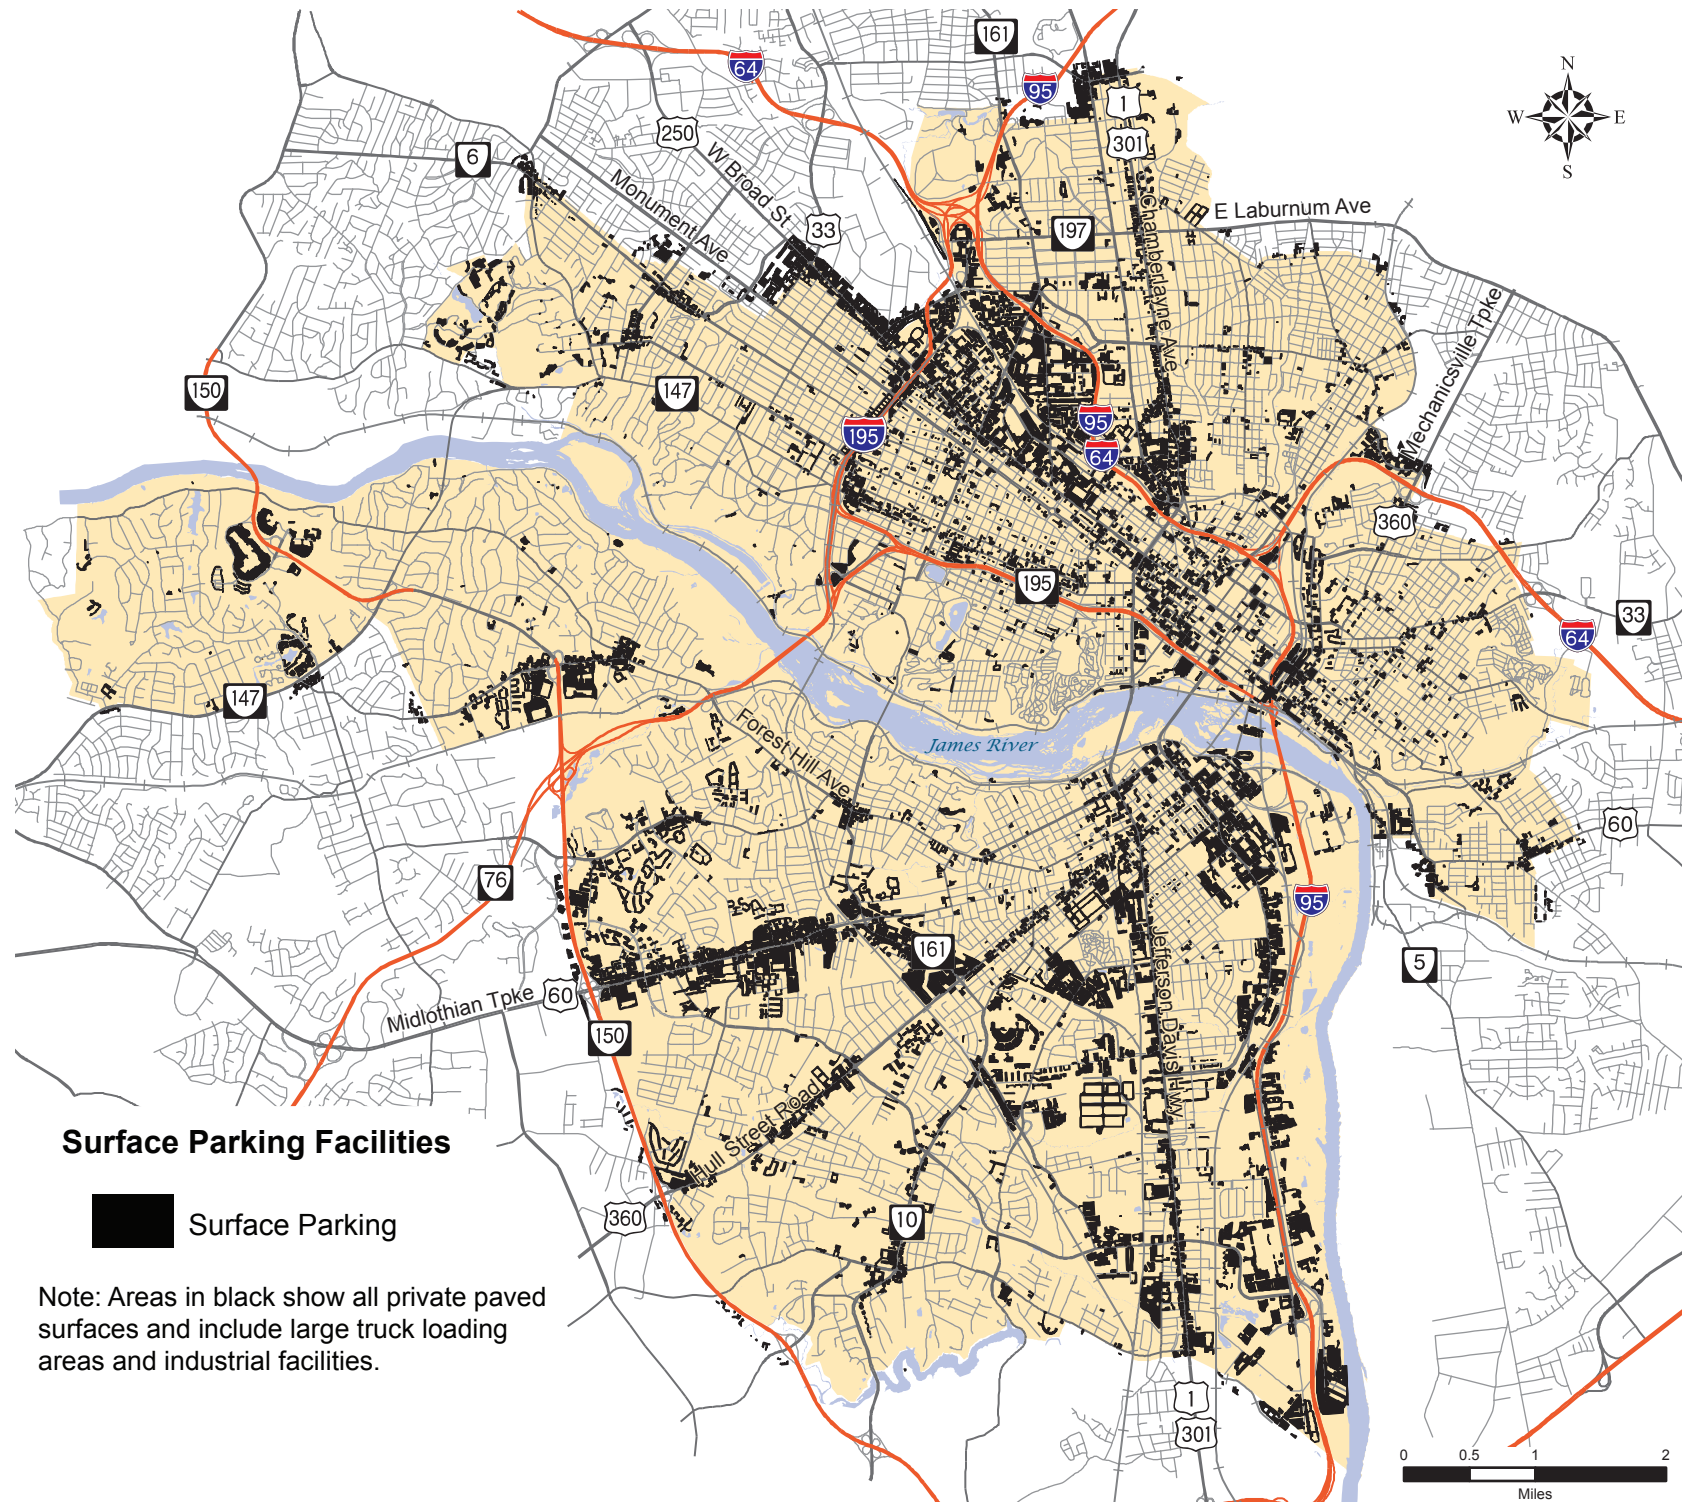 161
64
95
1
N
W
E
S
250
301
6
W Broad St
Monument Ave
Chamberlayne Ave
E Laburnum Ave
33
197
Mechanicsville Tpke
150
147
195
95
64
360
195
33
64
147
James River
Forest Hill Ave
60
76
95
161
5
Jefferson Davis HWY
60
Midlothian Tpke
150
Hull Street Road
Surface Parking Facilities
Surface Parking
360
10
Note: Areas in black show all private paved
surfaces and include large truck loading
areas and industrial facilities.
1
301
0
0.5
1
2
Miles